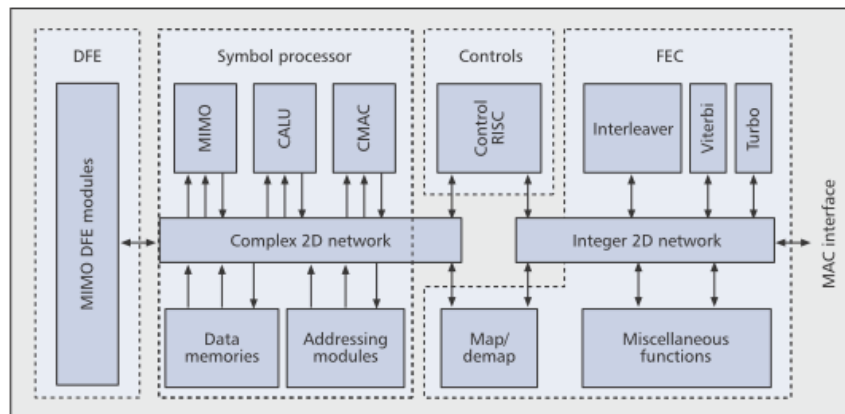 DFE
Symbol processor
Controls
FEC
MIMO DFE modules
MIMO
CALU
CMAC
Control
RISC
Interleaver
Viterbi
Turbo
Complex 2D network
Integer 2D network
MAC interface
Data
memories
Addressing
modules
Map/
demap
Miscellaneous
functions